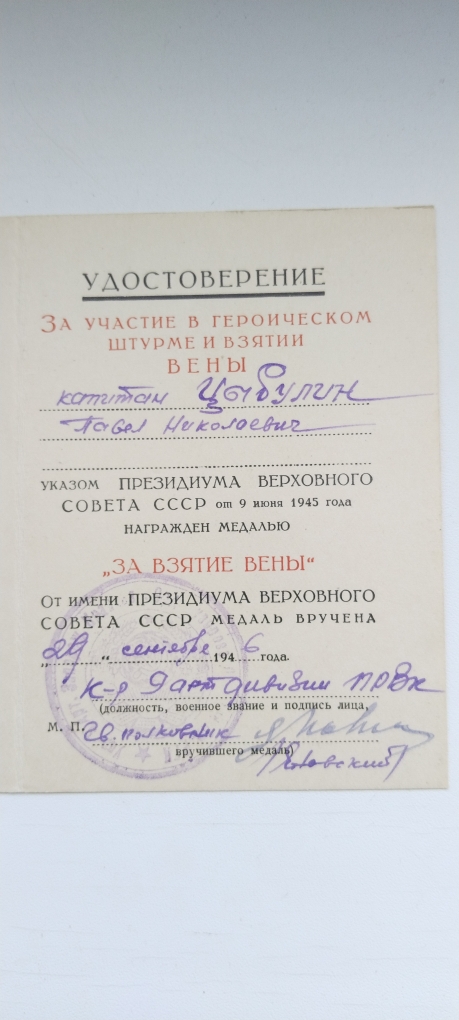 УДОСТОВЕРЕНИЕ
ЗА УЧАСТИЕ В ГЕРОИЧЕСКОМ
ШТУРМЕ И ВЗЯТИИ
ВЕНЫ
капитан Цыбулин
Павел Николаевич
УКАЗОМ ПРЕЗИДИУМА ВЕРХОВНОГО
СОВЕТА СССР от 9 июня 1945 года
НАГРАЖДЕН МЕДАЛЬЮ
„ЗА ВЗЯТИЕ ВЕНЫ“
От имени ПРЕЗИДИУМА ВЕРХОВНОГО
СОВЕТА СССР МЕДАЛЬ ВРУЧЕНА
„29“ сентября 1946 года.
К-р 9 артдивизии
(должность, военное звание и подпись лица,
М. П. Гв. полковник
вручившего медаль)